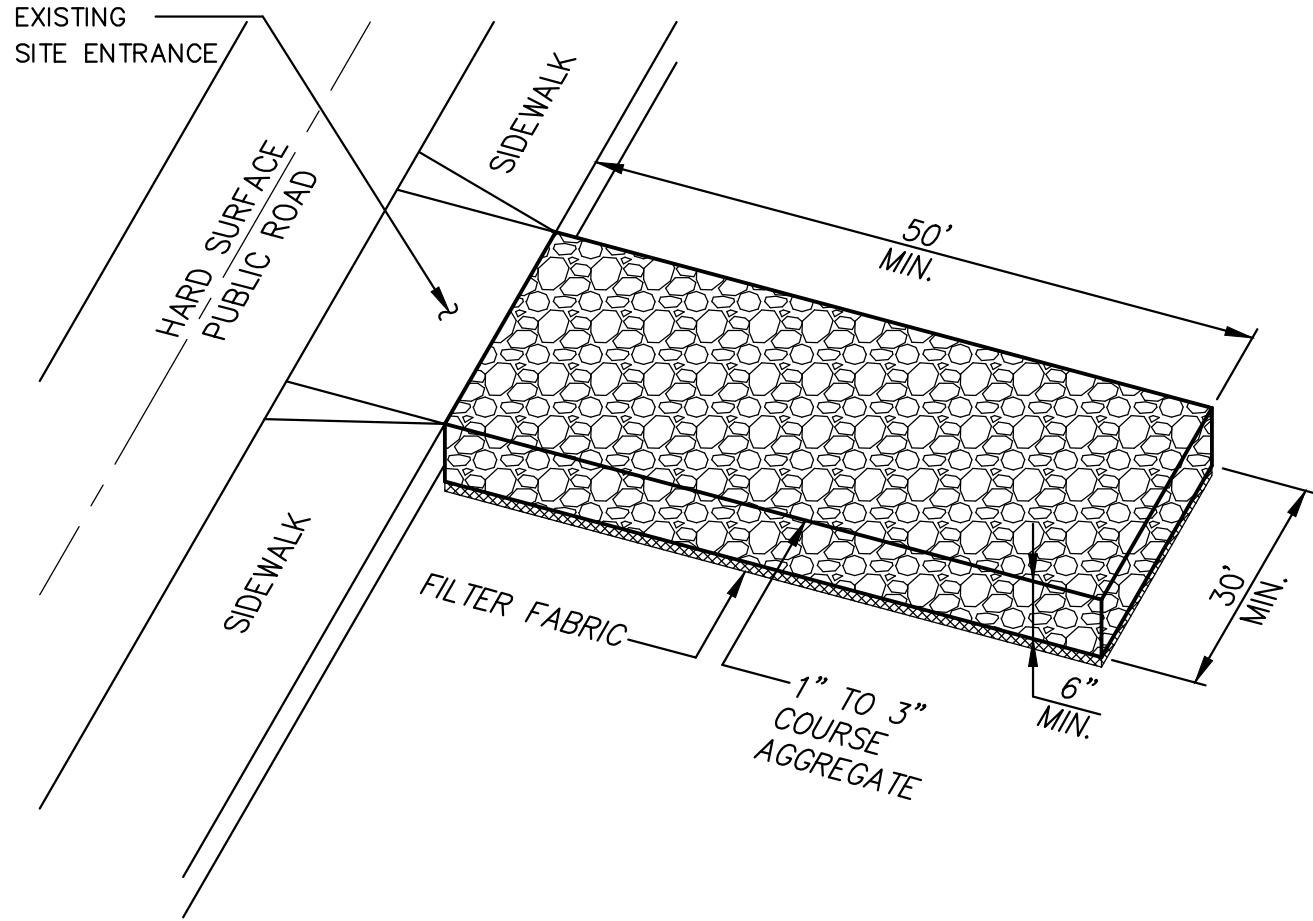 EXISTING
SITE ENTRANCE
SIDEWALK
HARD SURFACE
PUBLIC ROAD
50'
MIN.
SIDEWALK
FILTER FABRIC
1" TO 3"
COURSE
AGGREGATE
6"
MIN.
30'
MIN.